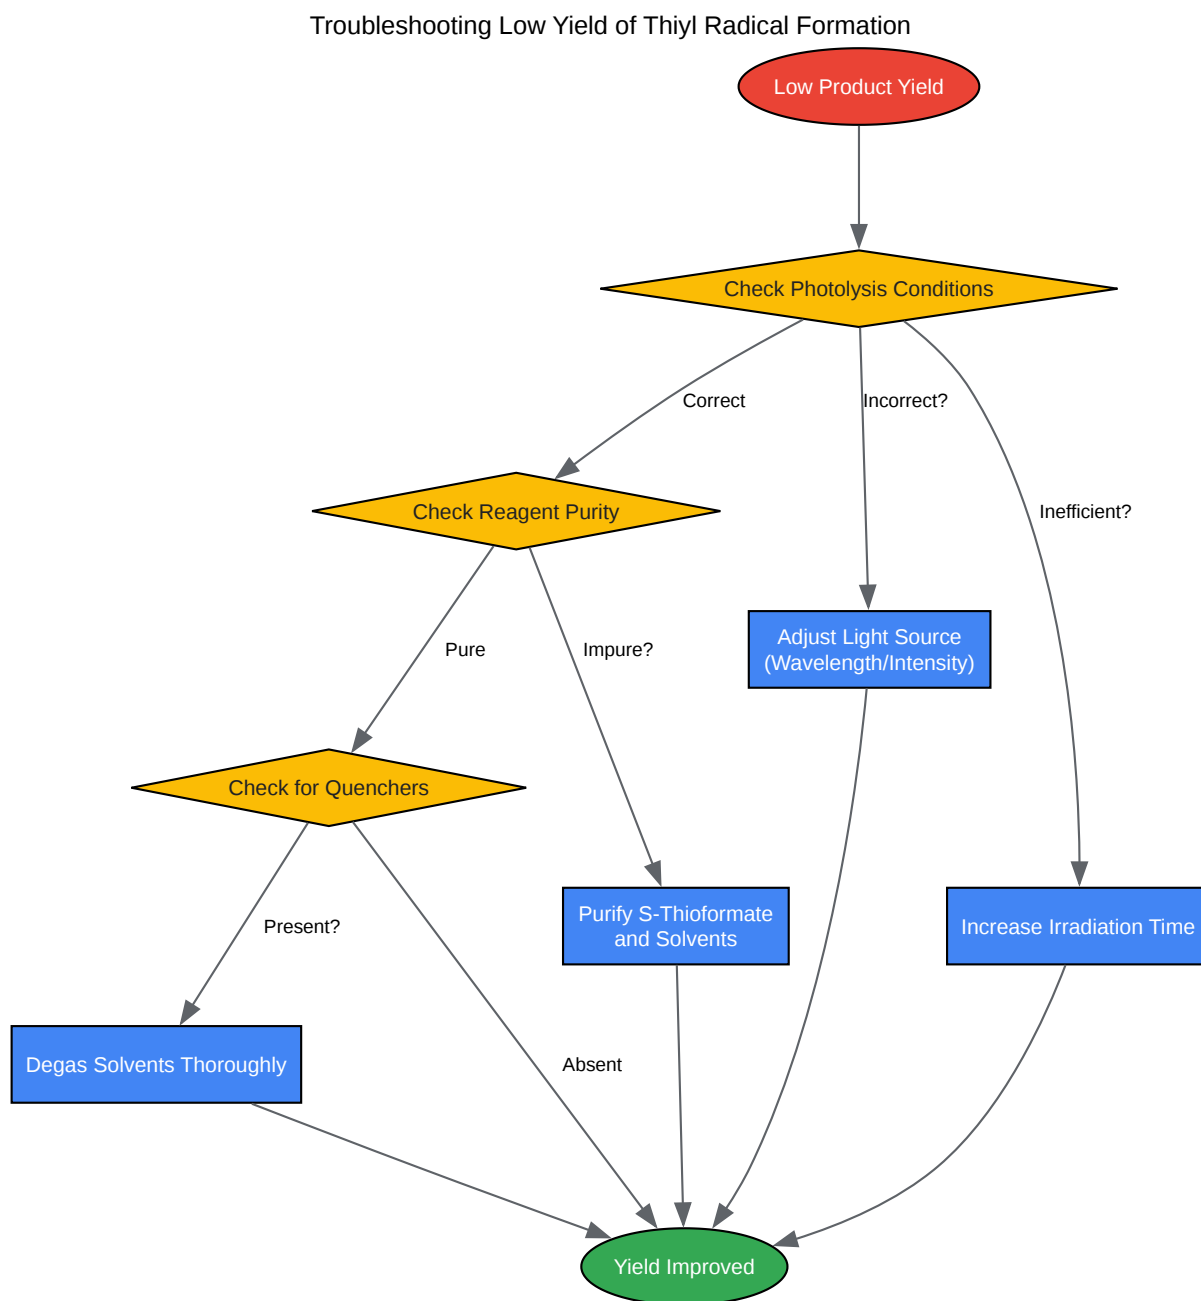 Troubleshooting Low Yield of Thiyl Radical Formation
Low Product Yield
Check Photolysis Conditions
Correct
Incorrect?
Inefficient?
Check Reagent Purity
Pure
Impure?
Adjust Light Source
(Wavelength/Intensity)
Check for Quenchers
Present?
Absent
Purify S-Thioformate
and Solvents
Increase Irradiation Time
Degas Solvents Thoroughly
Yield Improved